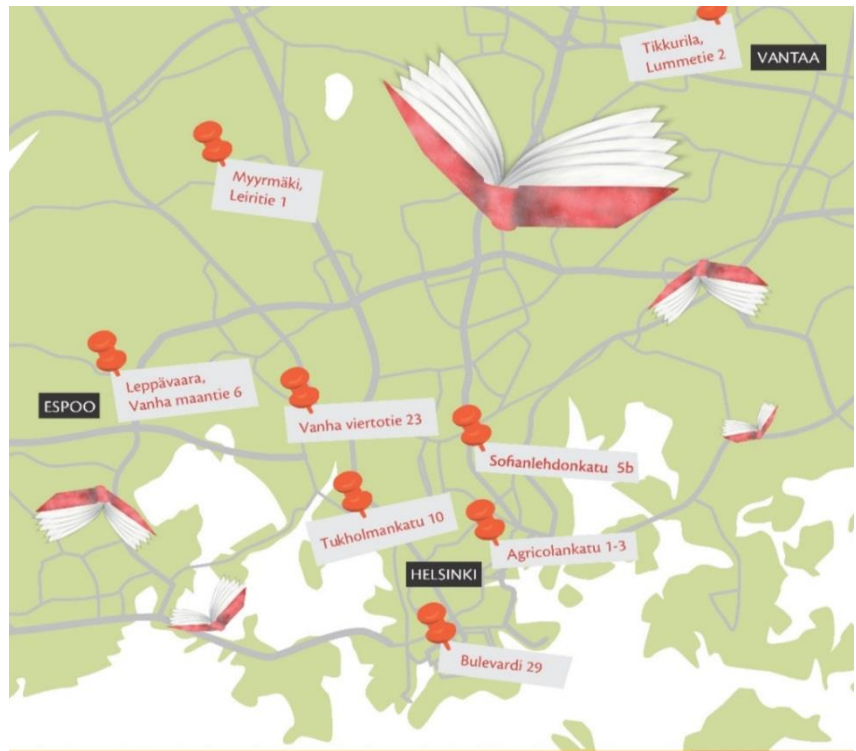 Tikkurila,
Lummetie 2
VANTAA
Myyrmäki,
Leiritie 1
Leppävaara,
Vanha maantie 6
ESPOO
Vanha viertotie 23
Sofianlehdonkatu 5b
Tukholmankatu 10
Agricolankatu 1-3
HELSINKI
Bulevardi 29